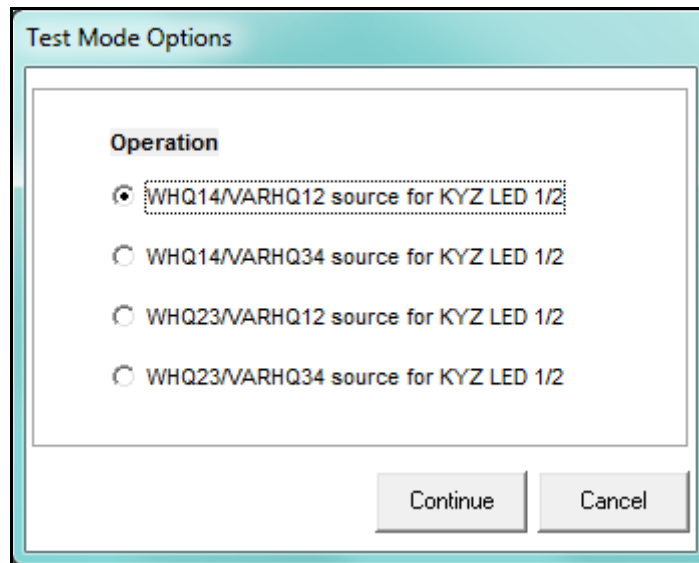 Test Mode Options
Operation
WHQ14/VARHQ12 source for KYZ LED 1/2
WHQ14/VARHQ34 source for KYZ LED 1/2
WHQ23/VARHQ12 source for KYZ LED 1/2
WHQ23/VARHQ34 source for KYZ LED 1/2
Continue Cancel